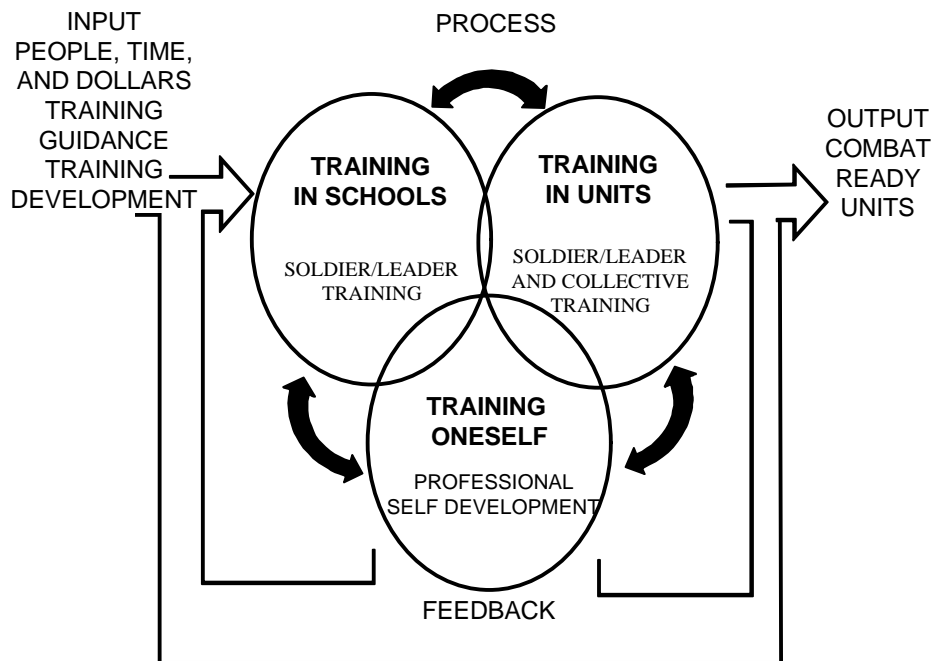 INPUT
PEOPLE, TIME,
AND DOLLARS
TRAINING
GUIDANCE
TRAINING
DEVELOPMENT
PROCESS
TRAINING
IN SCHOOLS
SOLDIER/LEADER
TRAINING
TRAINING
IN UNITS
SOLDIER/LEADER
AND COLLECTIVE
TRAINING
OUTPUT
COMBAT
READY
UNITS
TRAINING
ONESELF
PROFESSIONAL
SELF DEVELOPMENT
FEEDBACK